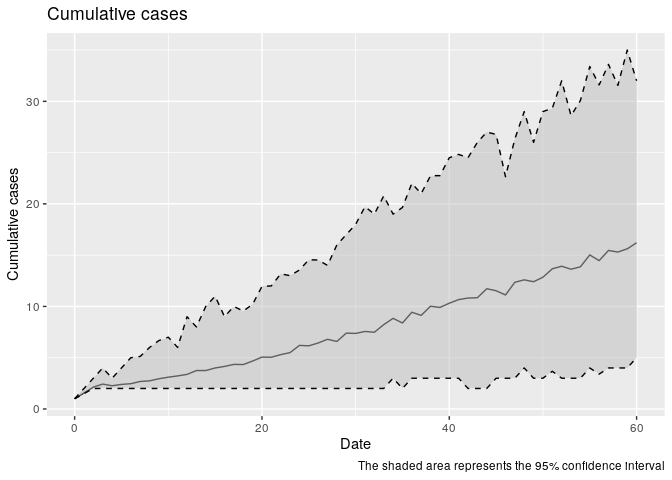 Cumulative cases
Cumulative cases
30
20
10
0
0 20 40 60
Date
The shaded area represents the 95% confidence interval